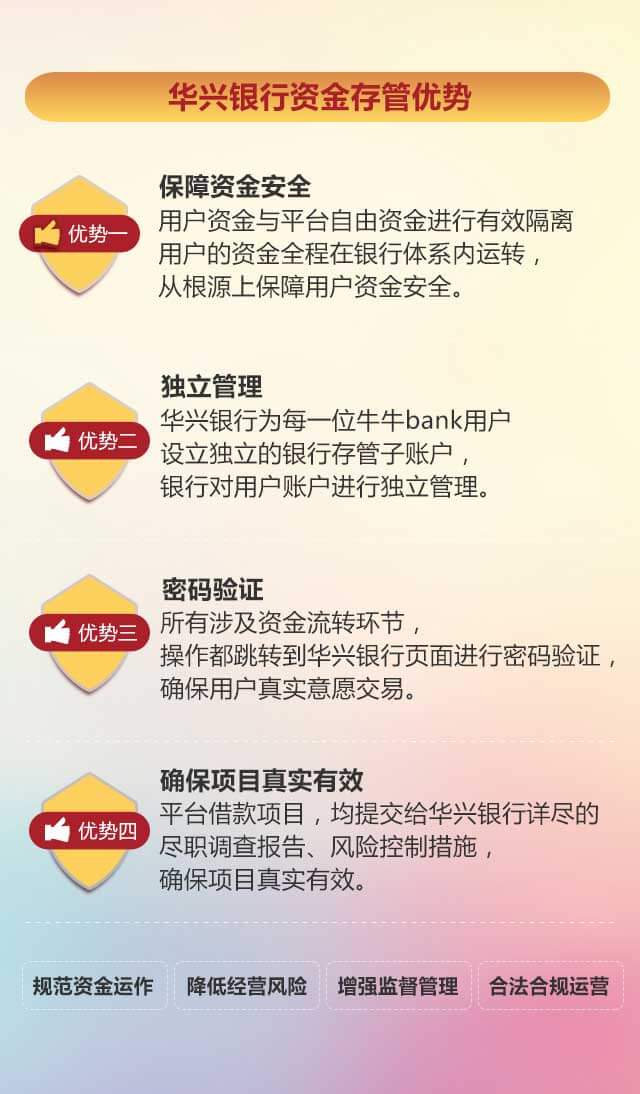 华兴银行资金存管优势
优势一
保障资金安全
用户资金与平台自由资金进行有效隔离
用户的资金全程在银行体系内运转，
从根源上保障用户资金安全。
优势二
独立管理
华兴银行为每一位牛牛bank用户
设立独立的银行存管子账户，
银行对用户账户进行独立管理。
优势三
密码验证
所有涉及资金流转环节，
操作都跳转到华兴银行页面进行密码验证，
确保用户真实意愿交易。
优势四
确保项目真实有效
平台借款项目，均提交给华兴银行详尽的
尽职调查报告、风险控制措施，
确保项目真实有效。
规范资金运作 降低经营风险 增强监督管理 合法合规运营